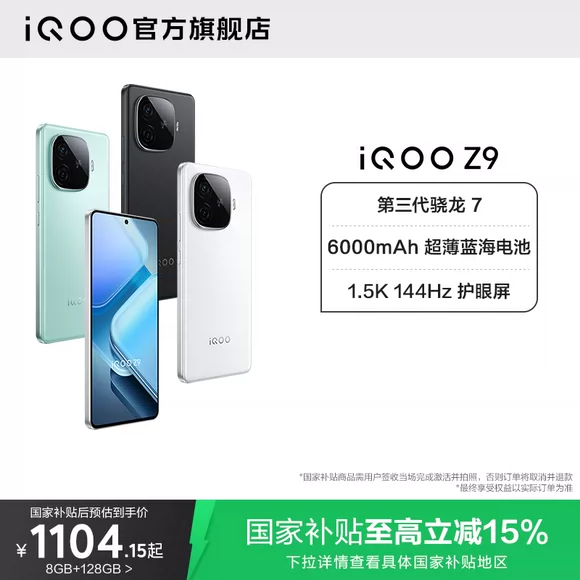 iQOO官方旗舰店
iQOO Z9
第三代骁龙 7
6000mAh 超薄蓝海电池
1.5K 144Hz 护眼屏
iQOO
iQOO
iQOO Z9
*国家补贴商品需用户签收当场完成激活并拍照，否则订单将取消并退款
*最终享受权益以实际订单为准
国家补贴后预估到手价
¥1104.15起
8GB+128GB >
国家补贴至高立减15%
下拉详情查看具体国家补贴地区